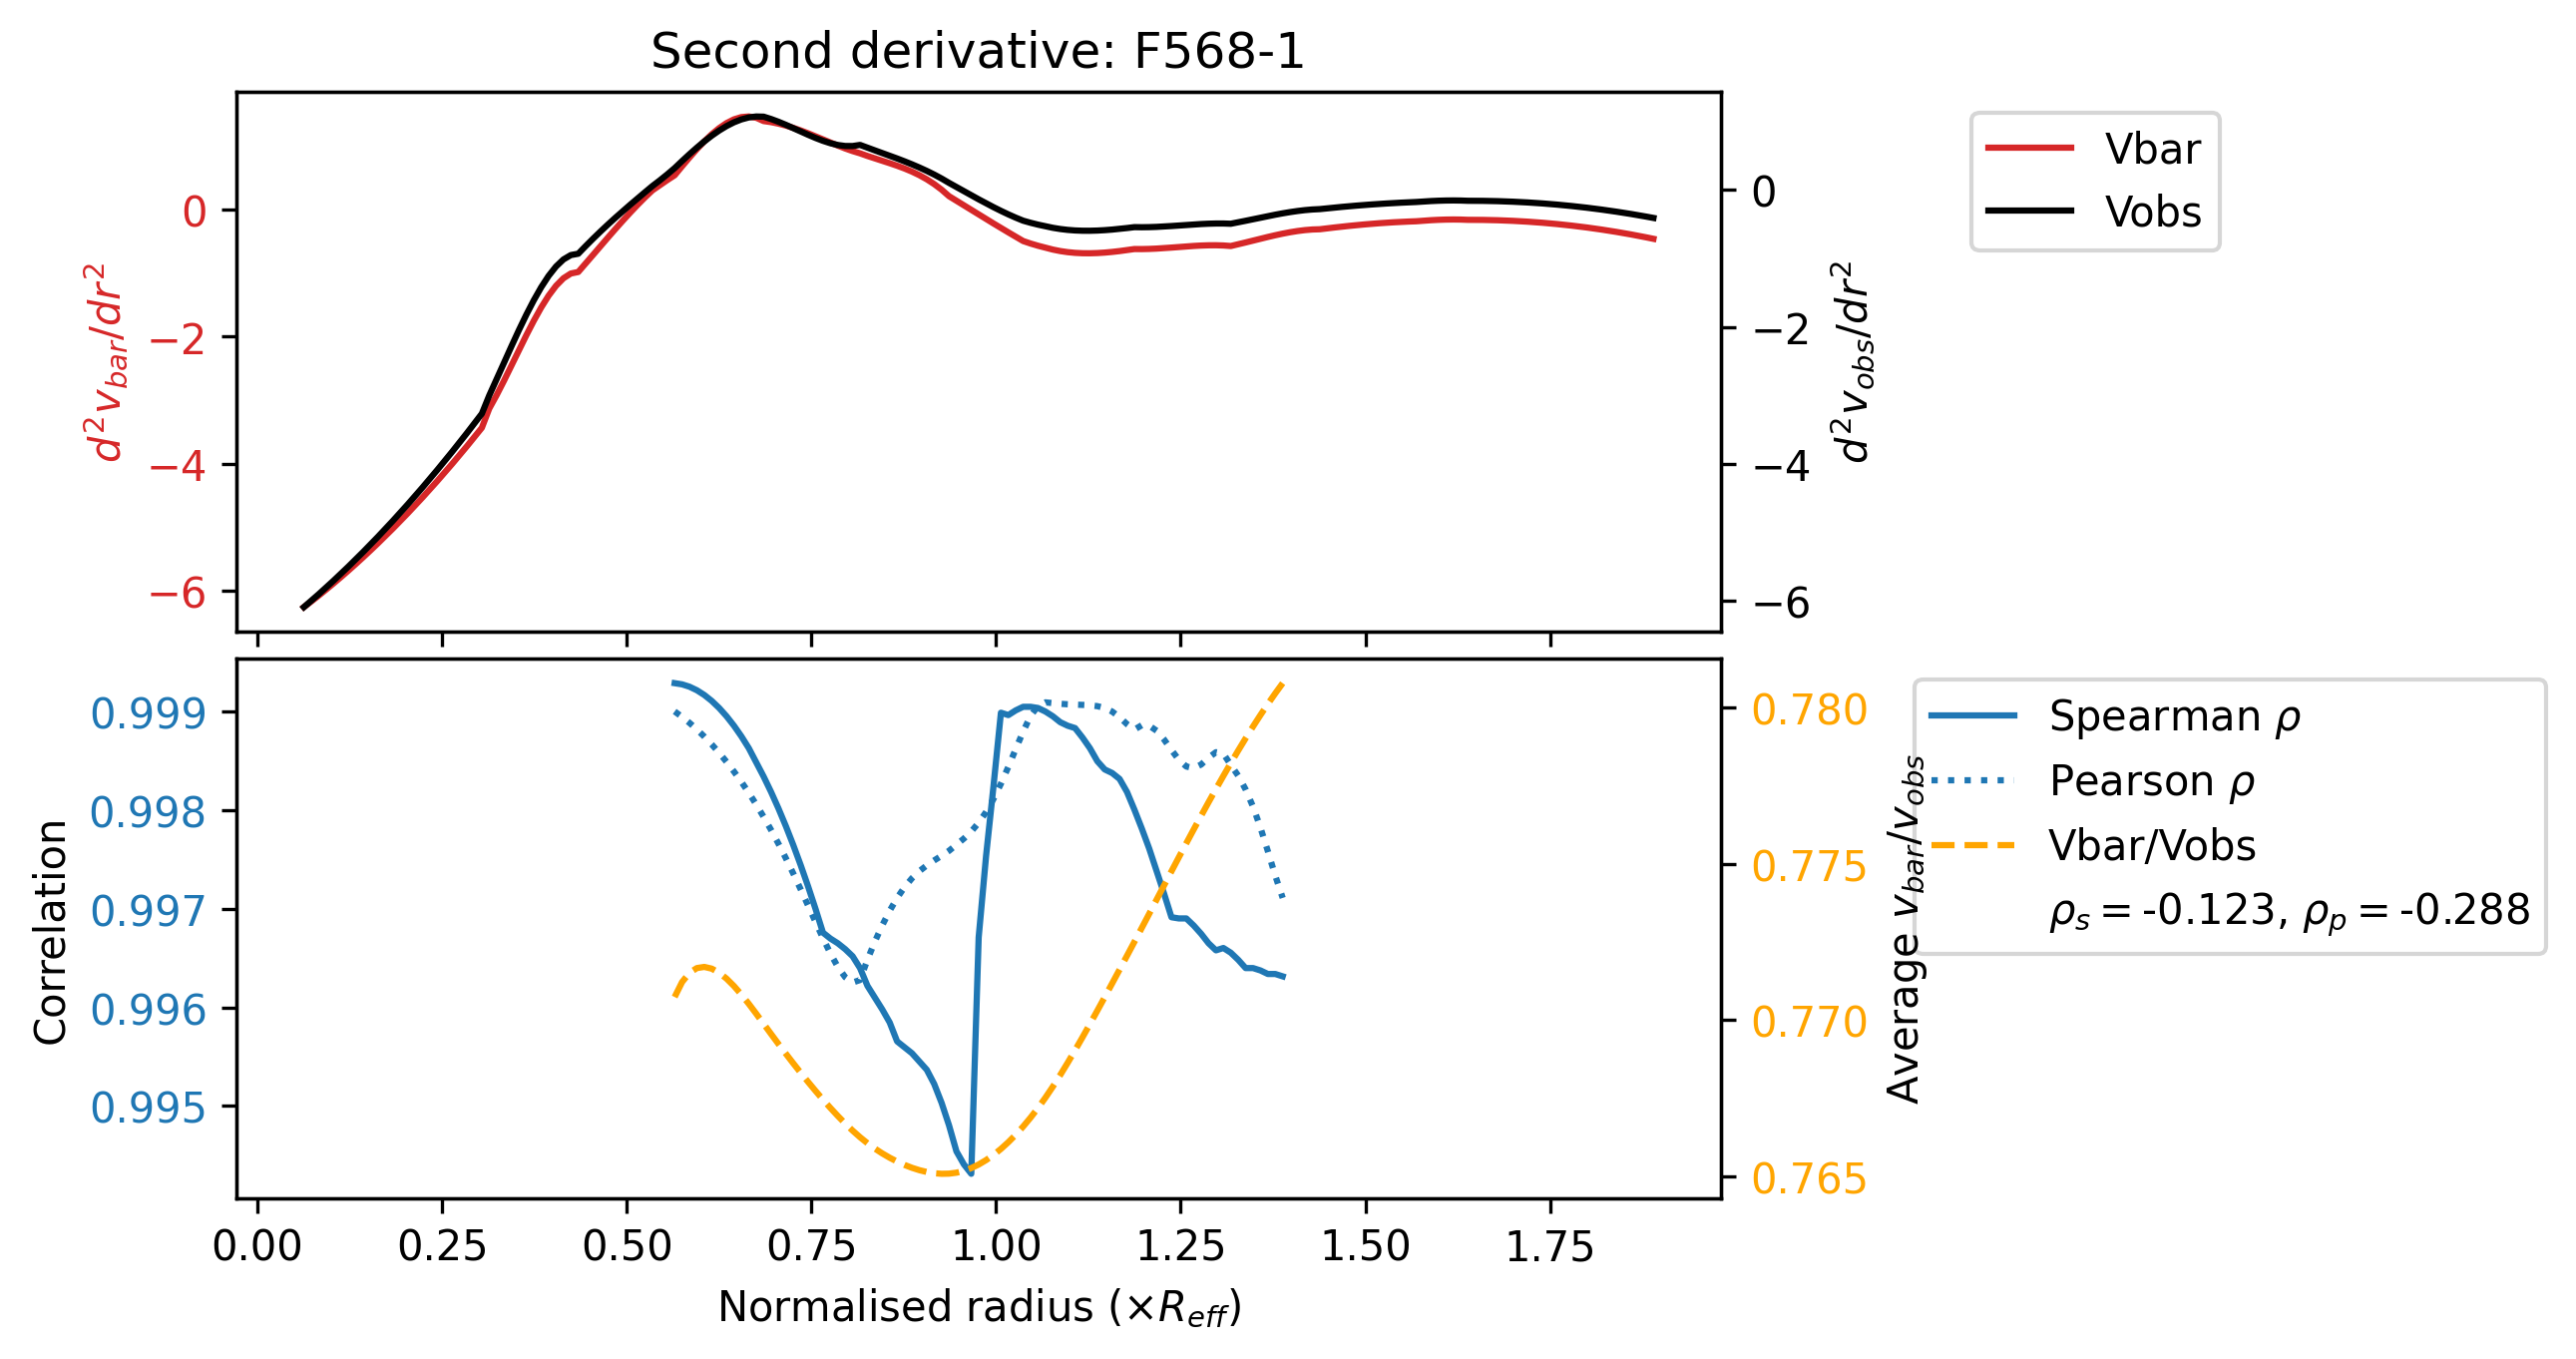 Second derivative: F568-1
d²v_bar/dr²
0
−2
−4
−6
0
−2
−4
−6
d²v_obs/dr²
Vbar
Vobs
Correlation
0.999
0.998
0.997
0.996
0.995
0.780
0.775
0.770
0.765
Average v_bar/v_obs
Spearman ρ
Pearson ρ
Vbar/Vobs
ρ_s = -0.123, ρ_p = -0.288
0.00 0.25 0.50 0.75 1.00 1.25 1.50 1.75
Normalised radius (×R_eff)